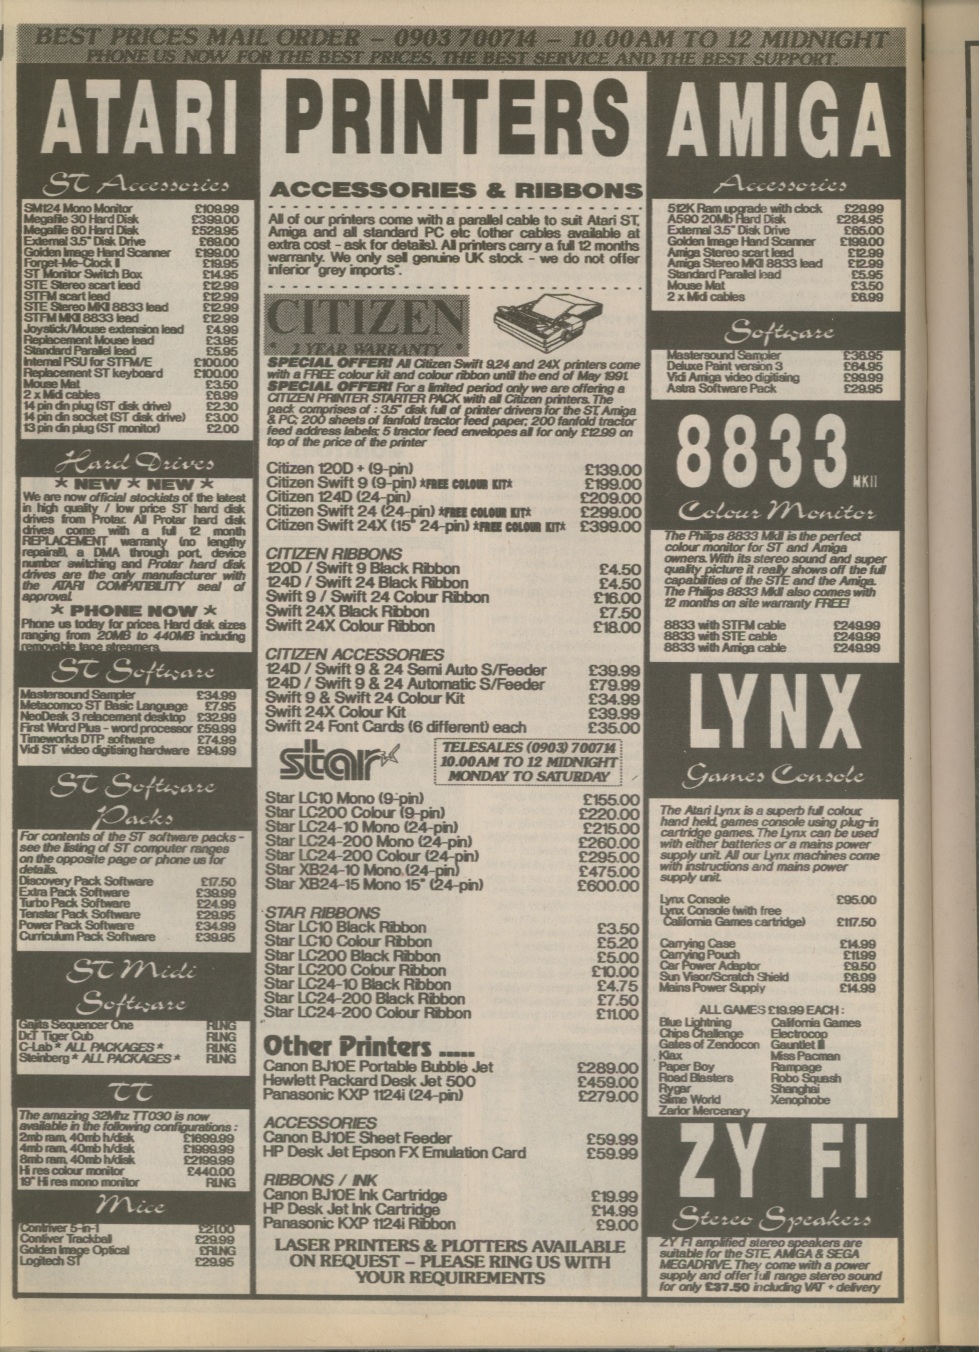 BEST PRICES MAIL ORDER – 0903 700714 – 10.00AM TO 12 MIDNIGHT
PHONE US NOW FOR THE BEST PRICES, THE BEST SERVICE AND THE BEST SUPPORT.
ATARI
ST Accessories
SM124 Mono Monitor £109.99
Megafile 30 Hard Disk £399.00
Megafile 60 Hard Disk £529.95
External 3.5" Disk Drive £69.00
Golden Image Hand Scanner £199.00
Forget-Me-Clock II £19.95
ST Monitor Switch Box £14.95
STE Stereo scart lead £12.99
STFM scart lead £12.99
STE Stereo MKII 8833 lead £12.99
STFM MKII 8833 lead £12.99
Joystick/Mouse extension lead £4.99
Replacement Mouse lead £3.95
Standard Parallel lead £5.95
Internal PSU for STFM/E £100.00
Replacement ST keyboard £100.00
Mouse Mat £3.50
2 x Midi cables £6.99
14 pin din plug (ST disk drive) £2.30
14 pin din socket (ST disk drive) £3.00
13 pin din plug (ST monitor) £2.00
Hard Drives
★ NEW ★ NEW ★
We are now official stockists of the latest
in high quality / low price ST hard disk
drives from Protar. All Protar hard disk
drives come with a full 12 month
REPLACEMENT warranty (no lengthy
repairs!), a DMA through port, device
number switching and Protar hard disk
drives are the only manufacturer with
the ATARI COMPATIBILITY seal of
approval.
★ PHONE NOW ★
Phone us today for prices. Hard disk sizes
ranging from 20MB to 440MB including
removable tape streamers.
ST Software
Mastersound Sampler £34.99
Metacomco ST Basic Language £7.95
NeoDesk 3 relacement desktop £32.99
First Word Plus - word processor £59.99
Timeworks DTP software £74.99
Vidi ST video digitising hardware £94.99
ST Software
Packs
For contents of the ST software packs -
see the listing of ST computer ranges
on the opposite page or phone us for
details.
Discovery Pack Software £17.50
Extra Pack Software £39.99
Turbo Pack Software £24.99
Tenstar Pack Software £29.95
Power Pack Software £34.99
Curriculum Pack Software £39.95
ST Midi
Software
Gajits Sequencer One RING
Dr.T Tiger Cub RING
C-Lab * ALL PACKAGES * RING
Steinberg * ALL PACKAGES * RING
TT
The amazing 32Mhz TT030 is now
available in the following configurations :
2mb ram, 40mb h/disk £1699.99
4mb ram, 40mb h/disk £1999.99
8mb ram, 40mb h/disk £2199.99
Hi res colour monitor £440.00
19" Hi res mono monitor RING
Mice
Contriver 5-in-1 £21.00
Contiver Trackball £29.99
Golden Image Optical £RING
Logitech ST £29.95
PRINTERS
ACCESSORIES & RIBBONS
All of our printers come with a parallel cable to suit Atari ST,
Amiga and all standard PC etc (other cables available at
extra cost - ask for details). All printers carry a full 12 months
warranty. We only sell genuine UK stock - we do not offer
inferior "grey imports".
CITIZEN
* 2 YEAR WARRANTY *
SPECIAL OFFER! All Citizen Swift 9,24 and 24X printers come
with a FREE colour kit and colour ribbon until the end of May 1991.
SPECIAL OFFER! For a limited period only we are offering a
CITIZEN PRINTER STARTER PACK with all Citizen printers. The
pack comprises of : 3.5" disk full of printer drivers for the ST, Amiga
& PC; 200 sheets of fanfold tractor feed paper; 200 fanfold tractor
feed address labels; 5 tractor feed envelopes all for only £12.99 on
top of the price of the printer
Citizen 120D + (9-pin) £139.00
Citizen Swift 9 (9-pin) *FREE COLOUR KIT* £199.00
Citizen 124D (24-pin) £209.00
Citizen Swift 24 (24-pin) *FREE COLOUR KIT* £299.00
Citizen Swift 24X (15" 24-pin) *FREE COLOUR KIT* £399.00
CITIZEN RIBBONS
120D / Swift 9 Black Ribbon £4.50
124D / Swift 24 Black Ribbon £4.50
Swift 9 / Swift 24 Colour Ribbon £16.00
Swift 24X Black Ribbon £7.50
Swift 24X Colour Ribbon £18.00
CITIZEN ACCESSORIES
124D / Swift 9 & 24 Semi Auto S/Feeder £39.99
124D / Swift 9 & 24 Automatic S/Feeder £79.99
Swift 9 & Swift 24 Colour Kit £34.99
Swift 24X Colour Kit £39.99
Swift 24 Font Cards (6 different) each £35.00
star
TELESALES (0903) 700714
10.00AM TO 12 MIDNIGHT
MONDAY TO SATURDAY
Star LC10 Mono (9-pin) £155.00
Star LC200 Colour (9-pin) £220.00
Star LC24-10 Mono (24-pin) £215.00
Star LC24-200 Mono (24-pin) £260.00
Star LC24-200 Colour (24-pin) £295.00
Star XB24-10 Mono (24-pin) £475.00
Star XB24-15 Mono 15" (24-pin) £600.00
STAR RIBBONS
Star LC10 Black Ribbon £3.50
Star LC10 Colour Ribbon £5.20
Star LC200 Black Ribbon £5.00
Star LC200 Colour Ribbon £10.00
Star LC24-10 Black Ribbon £4.75
Star LC24-200 Black Ribbon £7.50
Star LC24-200 Colour Ribbon £11.00
Other Printers .....
Canon BJ10E Portable Bubble Jet £289.00
Hewlett Packard Desk Jet 500 £459.00
Panasonic KXP 1124i (24-pin) £279.00
ACCESSORIES
Canon BJ10E Sheet Feeder £59.99
HP Desk Jet Epson FX Emulation Card £59.99
RIBBONS / INK
Canon BJ10E Ink Cartridge £19.99
HP Desk Jet Ink Cartridge £14.99
Panasonic KXP 1124i Ribbon £9.00
LASER PRINTERS & PLOTTERS AVAILABLE
ON REQUEST – PLEASE RING US WITH
YOUR REQUIREMENTS
AMIGA
Accessories
512K Ram upgrade with clock £29.99
A590 20Mb Hard Disk £284.95
External 3.5" Disk Drive £65.00
Golden Image Hand Scanner £199.00
Amiga Stereo scart lead £12.99
Amiga Stereo MKII 8833 lead £12.99
Standard Parallel lead £5.95
Mouse Mat £3.50
2 x Midi cables £6.99
Software
Mastersound Sampler £36.95
Deluxe Paint version 3 £64.95
Vidi Amiga video digitising £99.95
Astra Software Pack £29.95
8833 MKII
Colour Monitor
The Philips 8833 MkII is the perfect
colour monitor for ST and Amiga
owners. With its stereo sound and super
quality picture it really shows off the full
capabilities of the STE and the Amiga.
The Philips 8833 MkII also comes with
12 months on site warranty FREE!
8833 with STFM cable £249.99
8833 with STE cable £249.99
8833 with Amiga cable £249.99
LYNX
Games Console
The Atari Lynx is a superb full colour,
hand held, games console using plug-in
cartridge games. The Lynx can be used
with either batteries or a mains power
supply unit. All our Lynx machines come
with instructions and mains power
supply unit.
Lynx Console £95.00
Lynx Console (with free
California Games cartridge) £117.50
Carrying Case £14.99
Carrying Pouch £11.99
Car Power Adaptor £9.50
Sun Visor/Scratch Shield £6.99
Mains Power Supply £14.99
ALL GAMES £19.99 EACH :
Blue Lightning California Games
Chips Challenge Electrocop
Gates of Zendocon Gauntlet III
Klax Miss Pacman
Paper Boy Rampage
Road Blasters Robo Squash
Rygar Shanghai
Slime World Xenophobe
Zarlor Mercenary
ZY FI
Stereo Speakers
ZY FI amplified stereo speakers are
suitable for the STE, AMIGA & SEGA
MEGADRIVE. They come with a power
supply and offer full range stereo sound
for only £37.50 including VAT + delivery